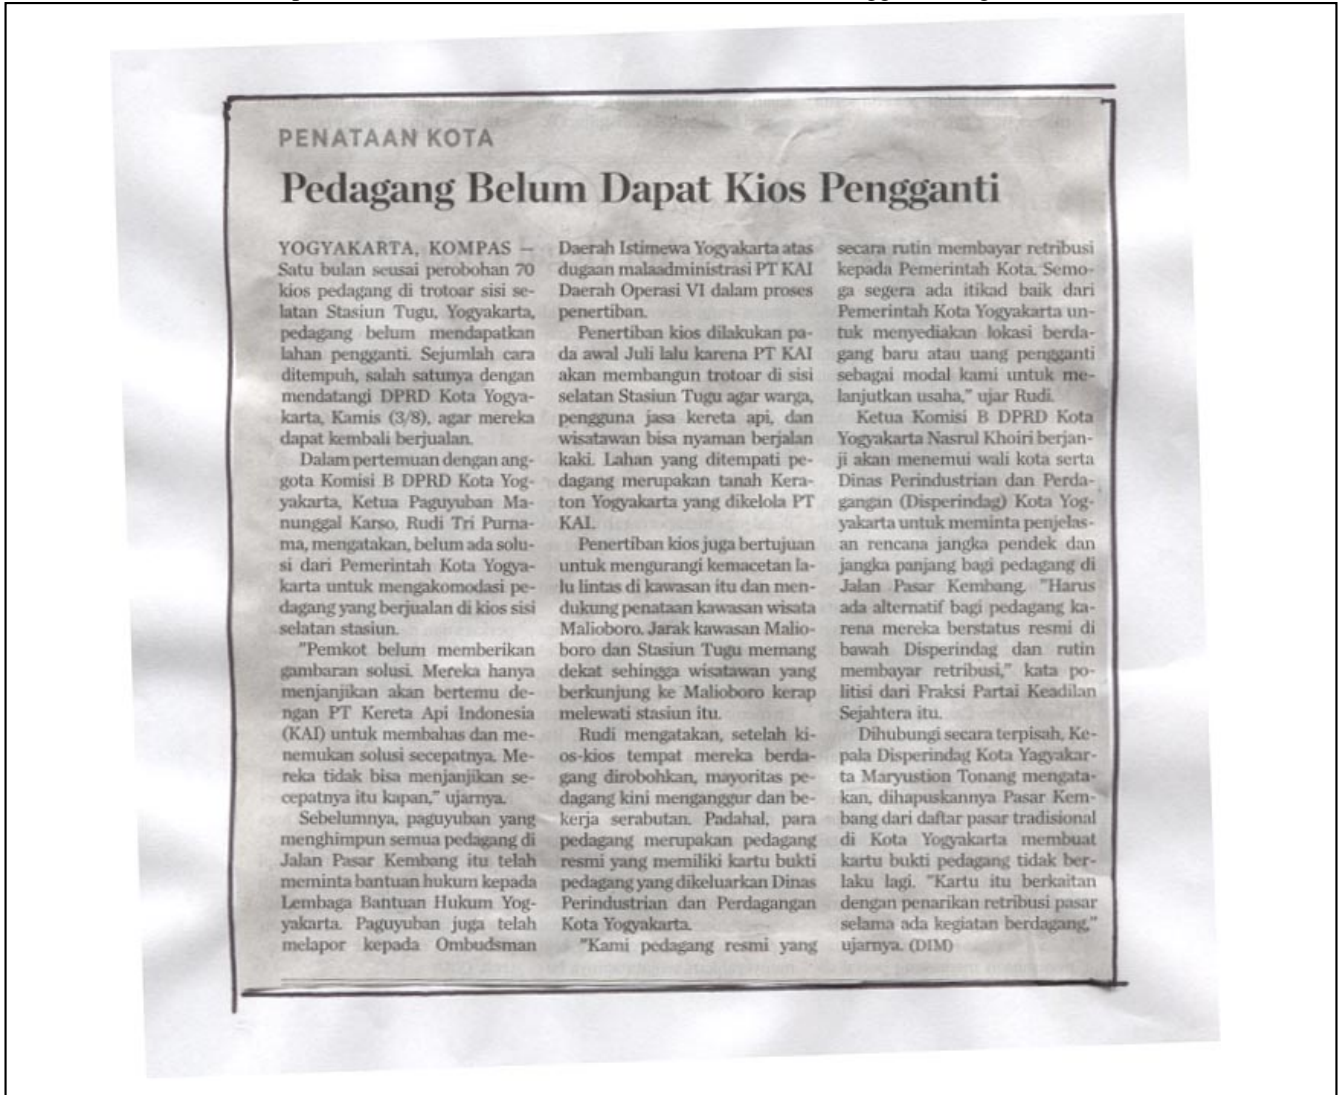 PENATAAN KOTA
Pedagang Belum Dapat Kios Pengganti
YOGYAKARTA, KOMPAS —
Satu bulan seusai perobohan 70
kios pedagang di trotoar sisi se-
latan Stasiun Tugu, Yogyakarta,
pedagang belum mendapatkan
lahan pengganti. Sejumlah cara
ditempuh, salah satunya dengan
mendatangi DPRD Kota Yogya-
karta, Kamis (3/8), agar mereka
dapat kembali berjualan.
Dalam pertemuan dengan ang-
gota Komisi B DPRD Kota Yog-
yakarta, Ketua Paguyuban Ma-
nunggal Karso, Rudi Tri Purna-
ma, mengatakan, belum ada solu-
si dari Pemerintah Kota Yogya-
karta untuk mengakomodasi pe-
dagang yang berjualan di kios sisi
selatan stasiun.
"Pemkot belum memberikan
gambaran solusi. Mereka hanya
menjanjikan akan bertemu de-
ngan PT Kereta Api Indonesia
(KAI) untuk membahas dan me-
nemukan solusi secepatnya. Me-
reka tidak bisa menjanjikan se-
cepatnya itu kapan," ujarnya.
Sebelumnya, paguyuban yang
menghimpun semua pedagang di
Jalan Pasar Kembang itu telah
meminta bantuan hukum kepada
Lembaga Bantuan Hukum Yog-
yakarta. Paguyuban juga telah
melapor kepada Ombudsman
Daerah Istimewa Yogyakarta atas
dugaan malaadministrasi PT KAI
Daerah Operasi VI dalam proses
penertiban.
Penertiban kios dilakukan pa-
da awal Juli lalu karena PT KAI
akan membangun trotoar di sisi
selatan Stasiun Tugu agar warga,
pengguna jasa kereta api, dan
wisatawan bisa nyaman berjalan
kaki. Lahan yang ditempati pe-
dagang merupakan tanah Kera-
ton Yogyakarta yang dikelola PT
KAI.
Penertiban kios juga bertujuan
untuk mengurangi kemacetan la-
lu lintas di kawasan itu dan men-
dukung penataan kawasan wisata
Malioboro. Jarak kawasan Malio-
boro dan Stasiun Tugu memang
dekat sehingga wisatawan yang
berkunjung ke Malioboro kerap
melewati stasiun itu.
Rudi mengatakan, setelah ki-
os-kios tempat mereka berda-
gang dirobohkan, mayoritas pe-
dagang kini menganggur dan be-
kerja serabutan. Padahal, para
pedagang merupakan pedagang
resmi yang memiliki kartu bukti
pedagang yang dikeluarkan Dinas
Perindustrian dan Perdagangan
Kota Yogyakarta.
"Kami pedagang resmi yang
secara rutin membayar retribusi
kepada Pemerintah Kota. Semo-
ga segera ada itikad baik dari
Pemerintah Kota Yogyakarta un-
tuk menyediakan lokasi berda-
gang baru atau uang pengganti
sebagai modal kami untuk me-
lanjutkan usaha," ujar Rudi.
Ketua Komisi B DPRD Kota
Yogyakarta Nasrul Khoiri berjan-
ji akan menemui wali kota serta
Dinas Perindustrian dan Perda-
gangan (Disperindag) Kota Yog-
yakarta untuk meminta penjelas-
an rencana jangka pendek dan
jangka panjang bagi pedagang di
Jalan Pasar Kembang. "Harus
ada alternatif bagi pedagang ka-
rena mereka berstatus resmi di
bawah Disperindag dan rutin
membayar retribusi," kata po-
litisi dari Fraksi Partai Keadilan
Sejahtera itu.
Dihubungi secara terpisah, Ke-
pala Disperindag Kota Yagyakar-
ta Maryustion Tonang mengata-
kan, dihapuskannya Pasar Kem-
bang dari daftar pasar tradisional
di Kota Yogyakarta membuat
kartu bukti pedagang tidak ber-
laku lagi. "Kartu itu berkaitan
dengan penarikan retribusi pasar
selama ada kegiatan berdagang,"
ujarnya. (DIM)